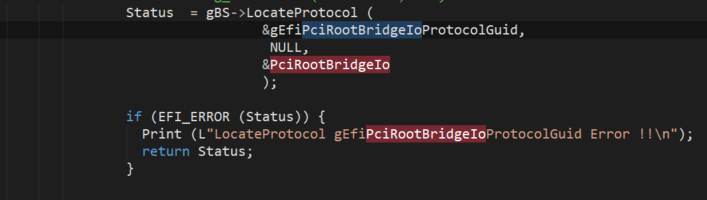 Status  = gBS->LocateProtocol (
&gEfiPciRootBridgeIoProtocolGuid,
NULL,
&PciRootBridgeIo
);
if (EFI_ERROR (Status)) {
Print (L"LocateProtocol gEfiPciRootBridgeIoProtocolGuid Error !!\n");
return Status;
}